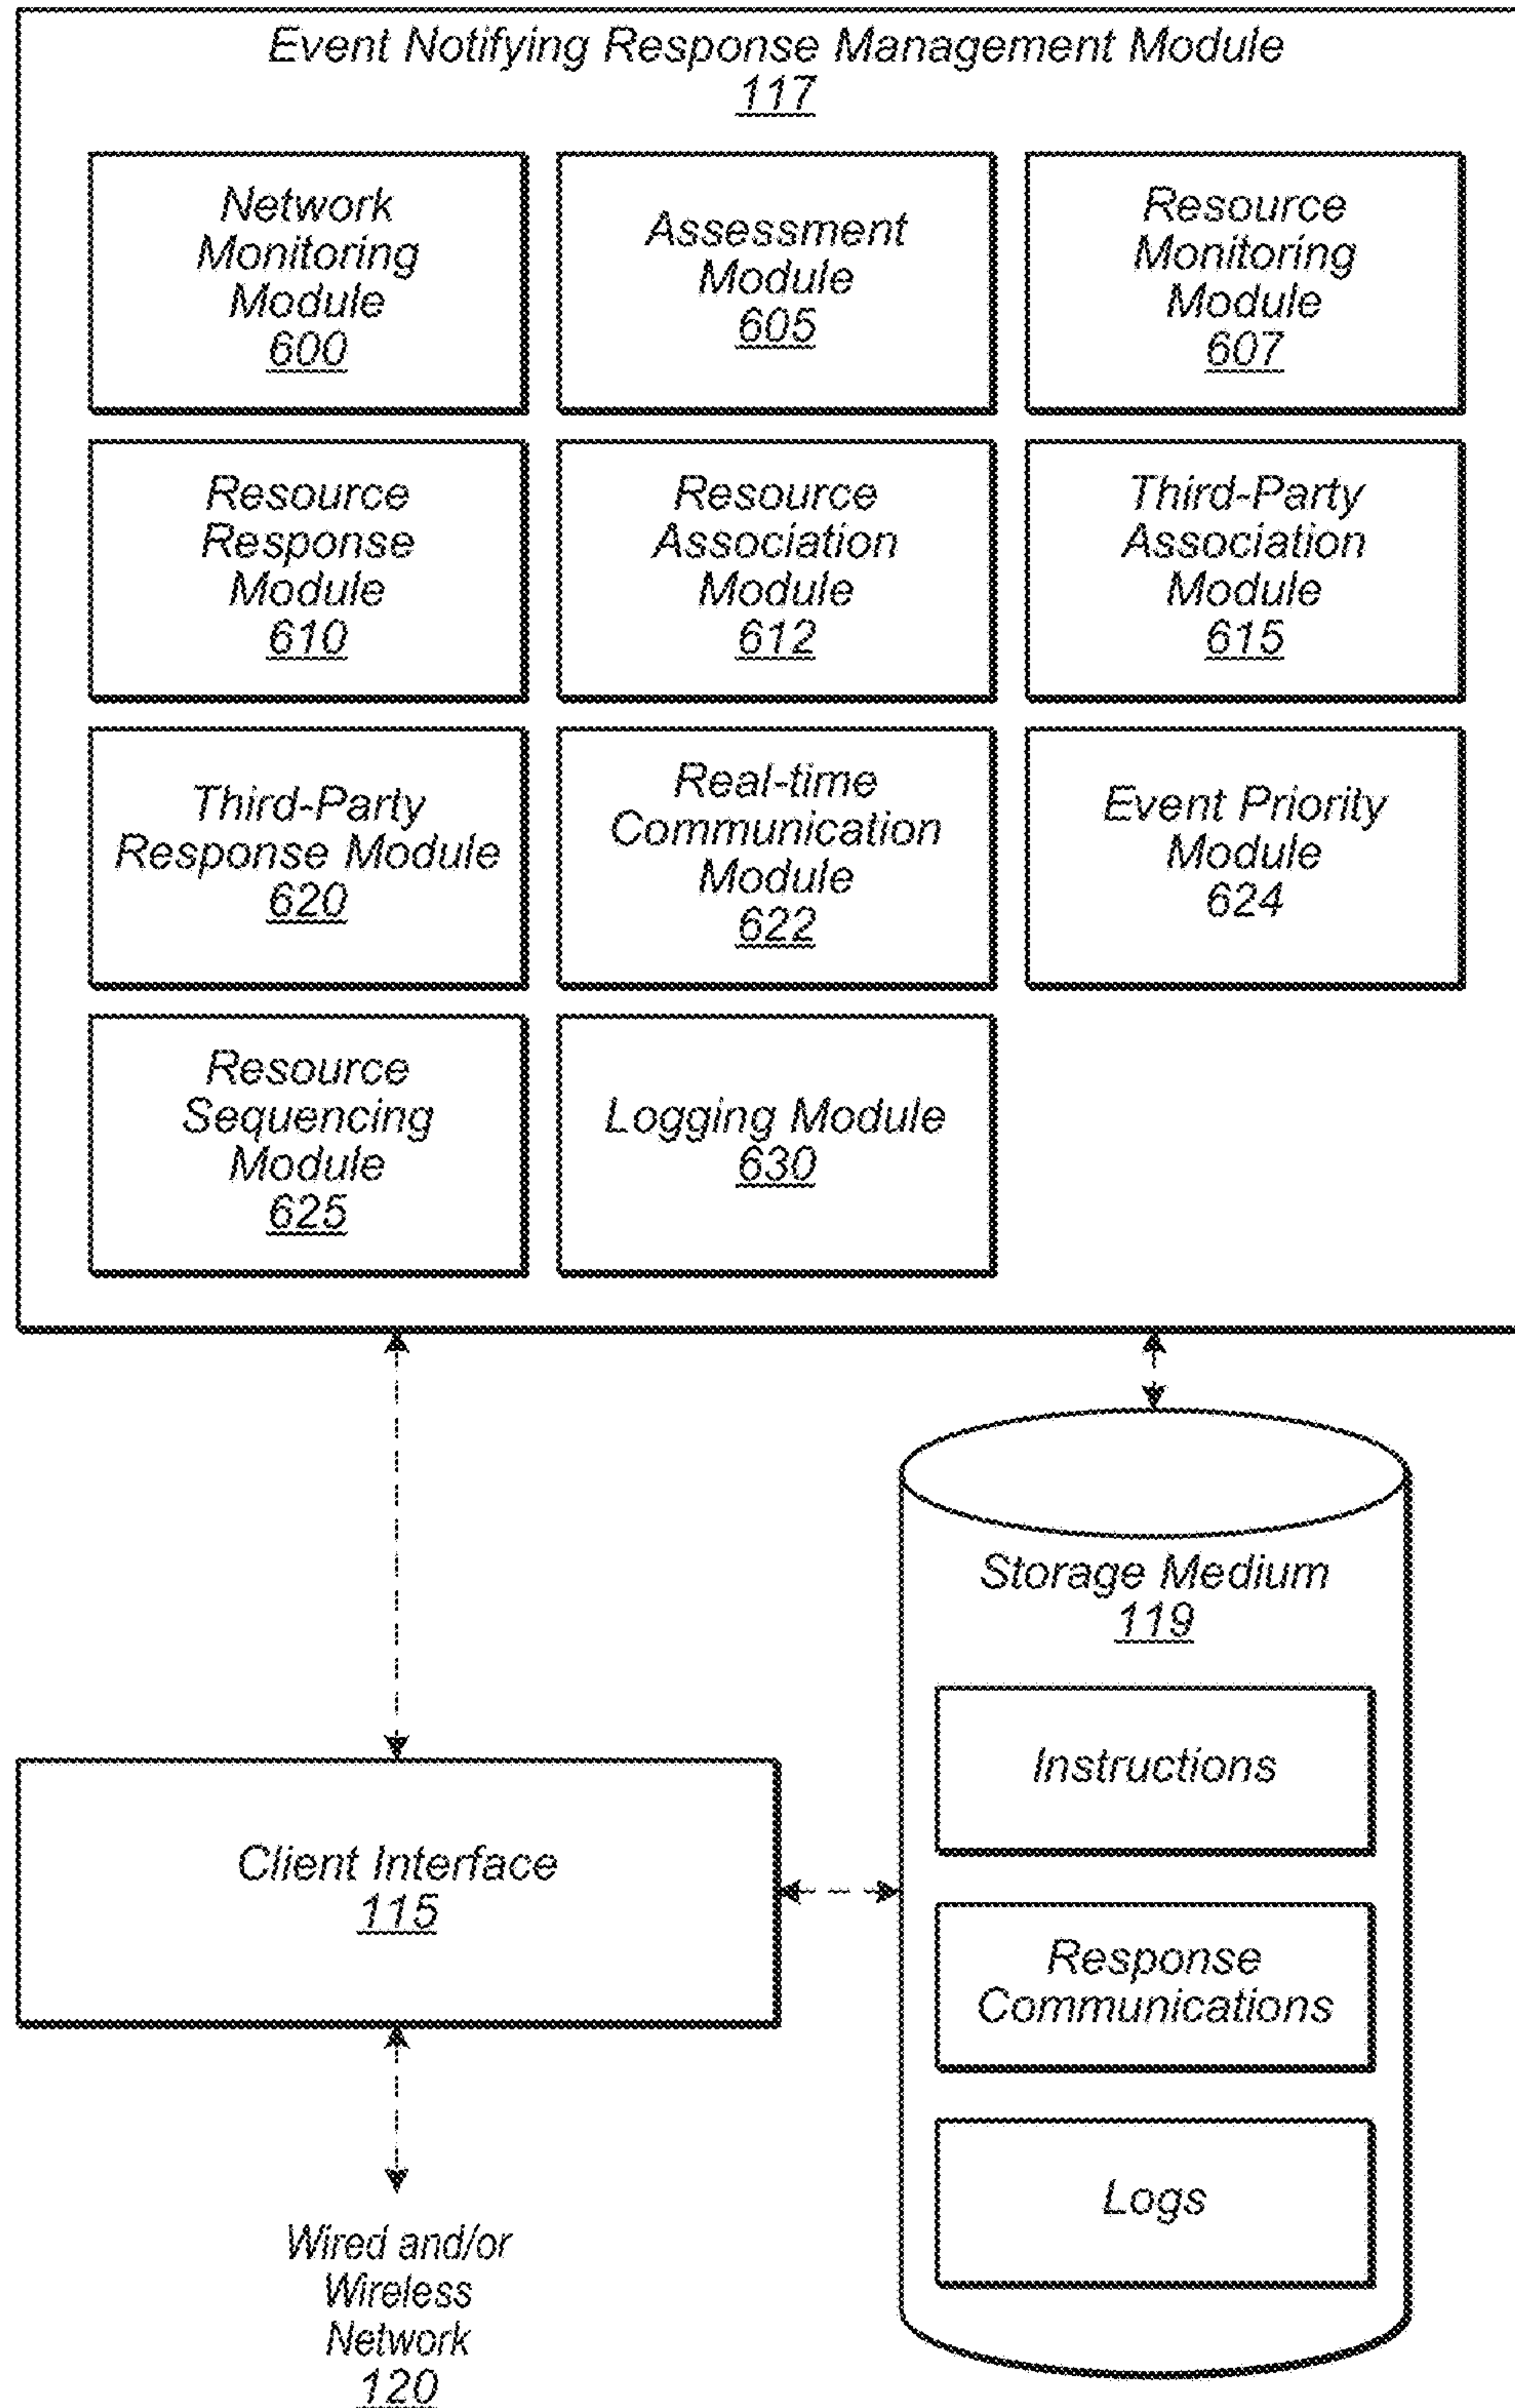 Event Notifying Response Management Module
117
Network
Monitoring
Module
600
Assessment
Module
605
Resource
Monitoring
Module
607
Resource
Response
Module
610
Resource
Association
Module
612
Third-Party
Association
Module
615
Third-Party
Response Module
620
Real-time
Communication
Module
622
Event Priority
Module
624
Resource
Sequencing
Module
625
Logging Module
630
Storage Medium
119
Instructions
Client Interface
115
Response
Communications
Logs
Wired and/or
Wireless
Network
120